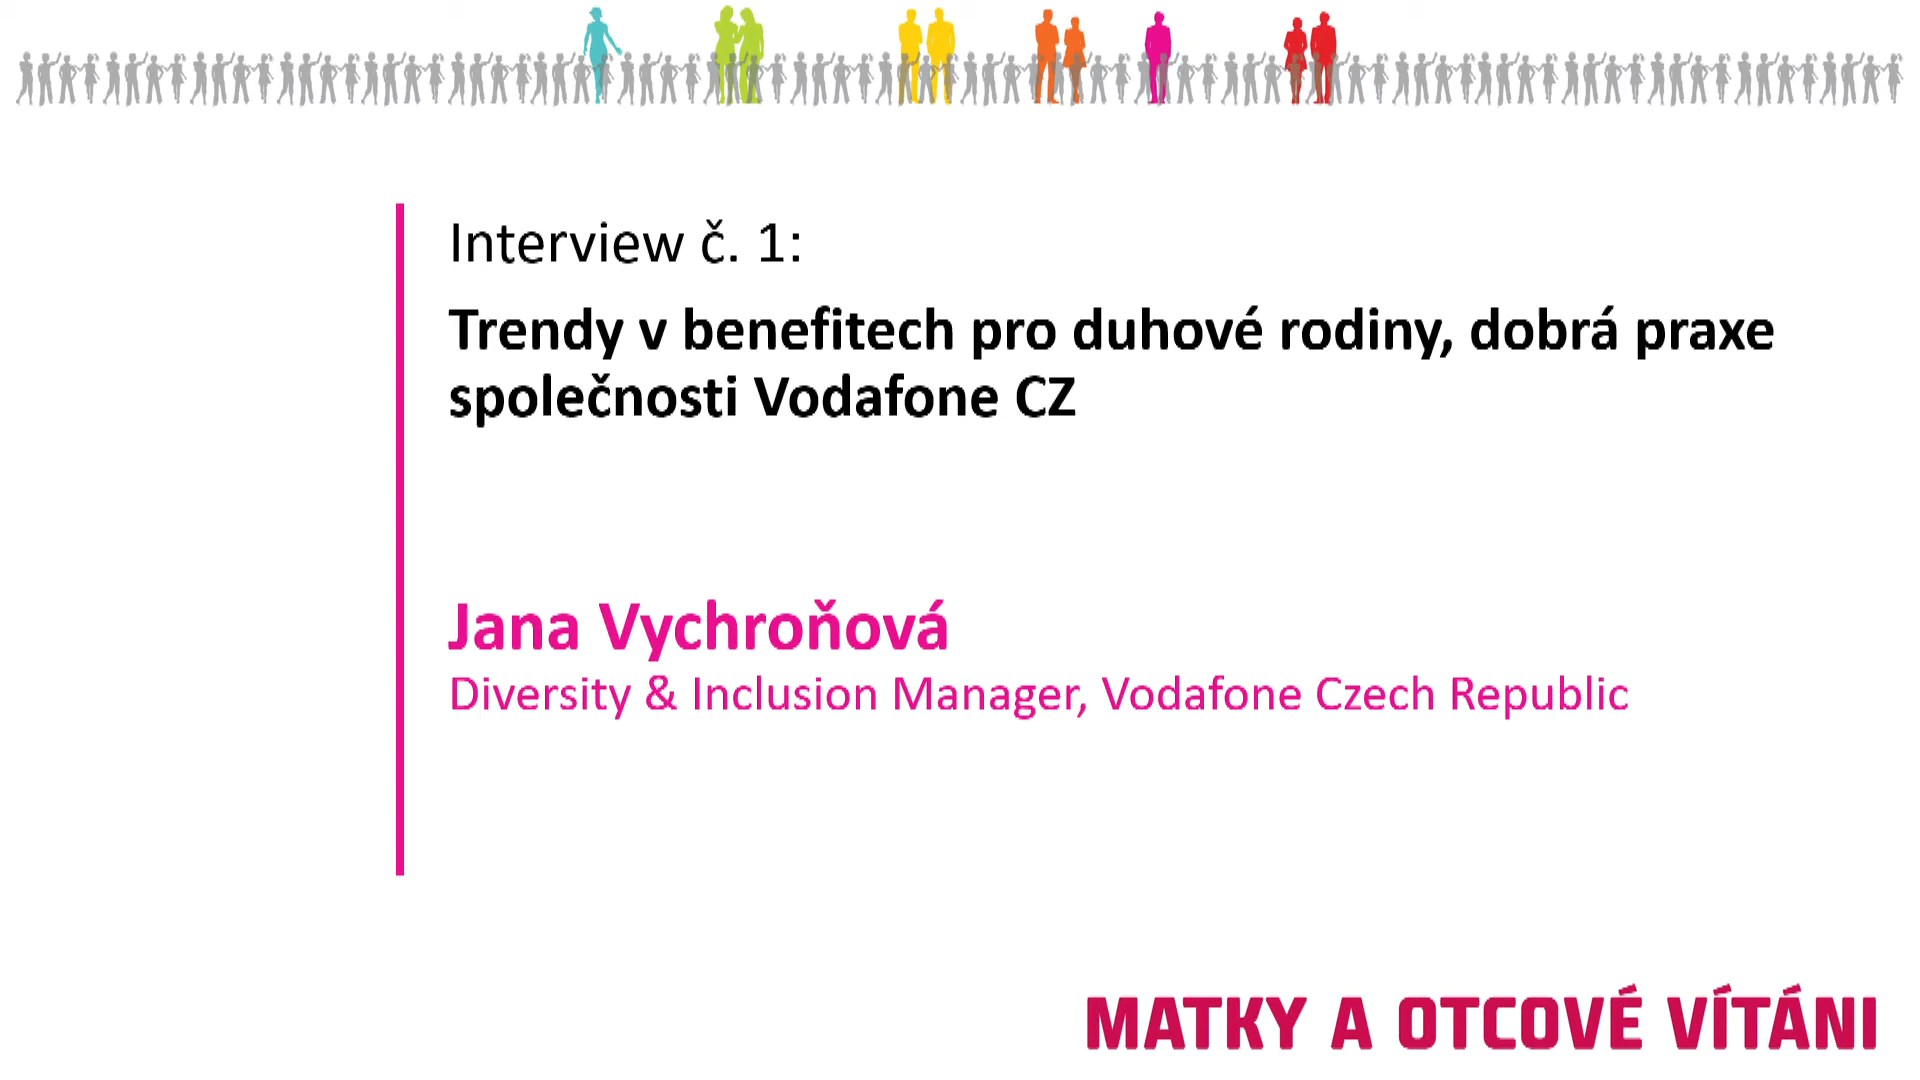 Interview č. 1:
Trendy v benefitech pro duhové rodiny, dobrá praxe
společnosti Vodafone CZ
Jana Vychroňová
Diversity & Inclusion Manager, Vodafone Czech Republic
MATKY A OTCOVÉ VÍTÁNI